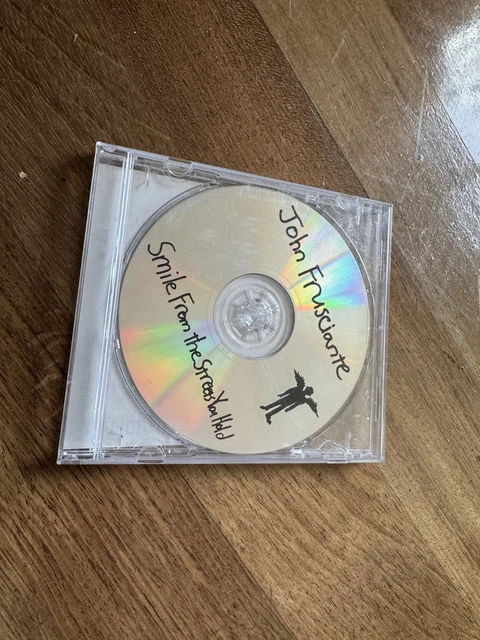 John Frusciante
Smile From the Streets You Hold